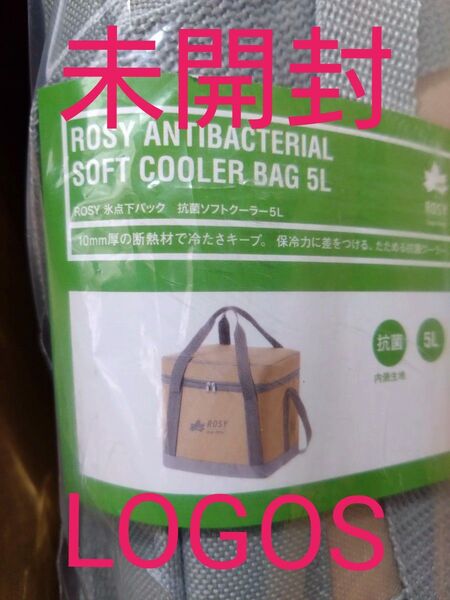 未開封
ROSY ANTIBACTERIAL
SOFT COOLER BAG 5L
ROSY
ROSY 氷点下パック 抗菌ソフトクーラー5L
10mm厚の断熱材で冷たさキープ。保冷力に差をつける、たためる抗菌クーラー
抗菌
5L
内側生地
ROSY
LOGOS